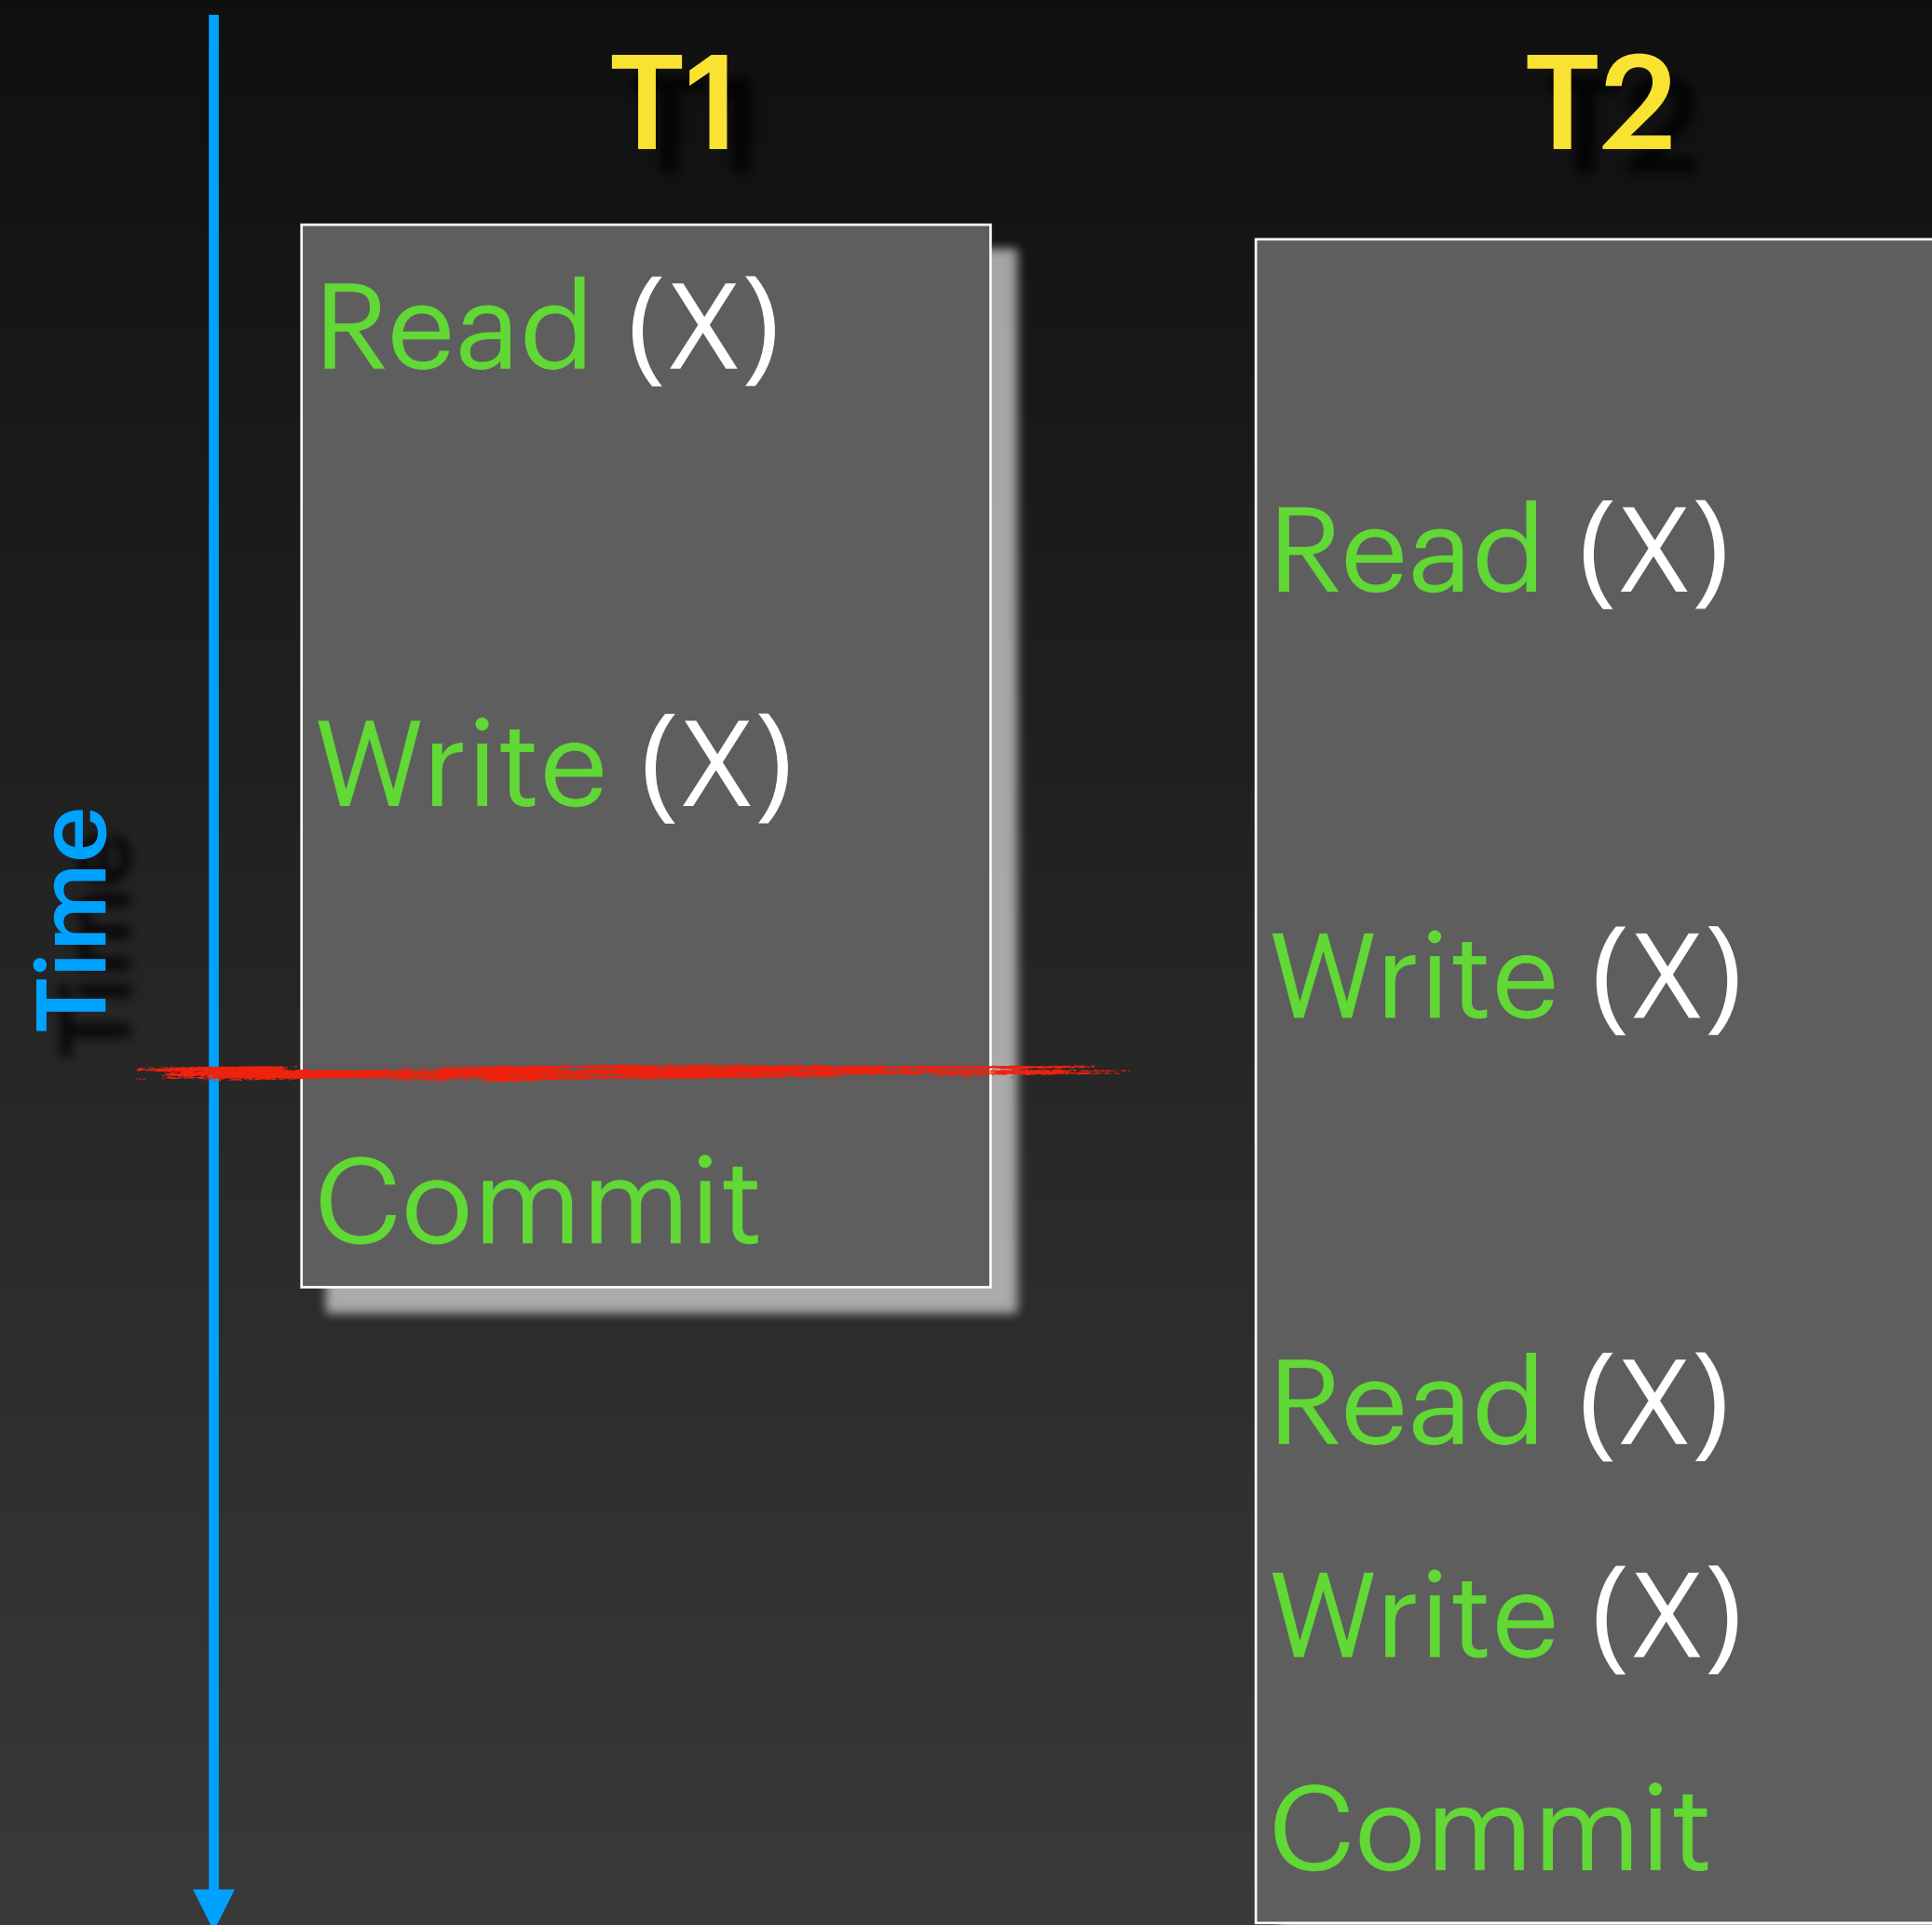 T1
T2
Read (X)
Read (X)
Write (X)
Time
Write (X)
Commit
Read (X)
Write (X)
Commit